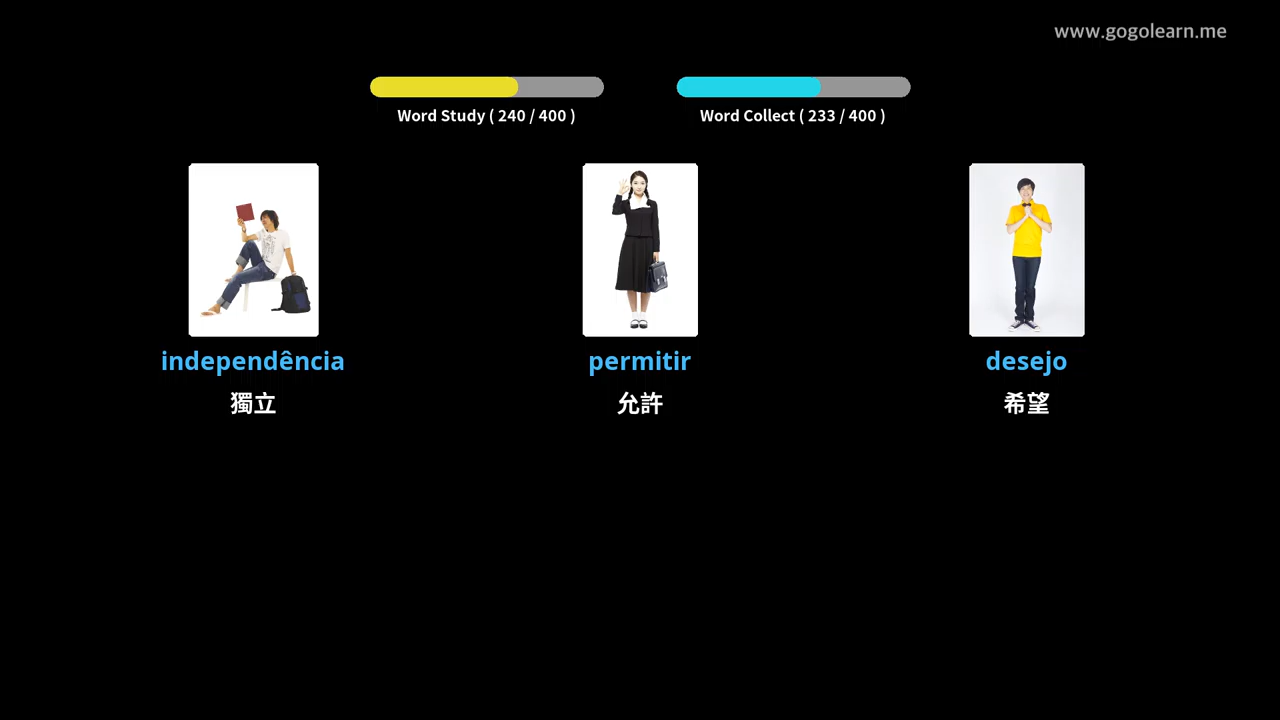 www.gogolearn.me
Word Study ( 240 / 400 )
Word Collect ( 233 / 400 )
independência
permitir
desejo
獨立
允許
希望